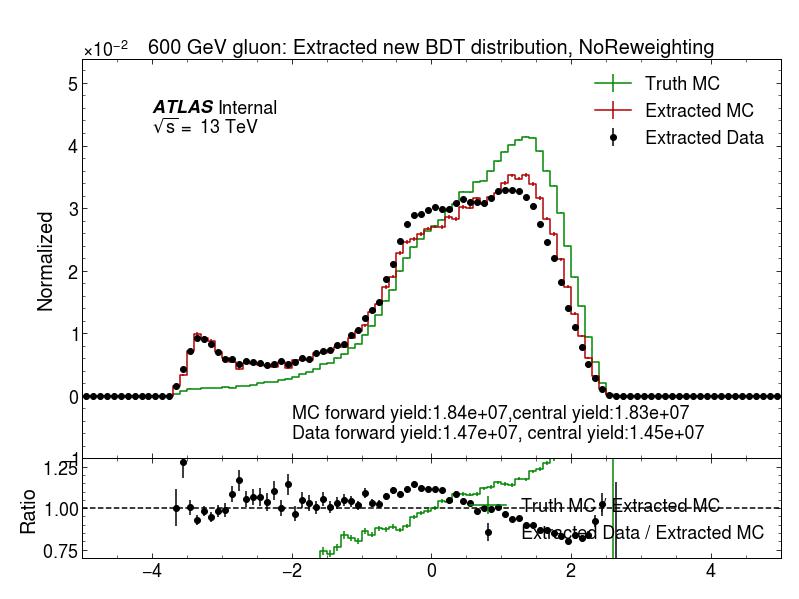 ×10⁻² 600 GeV gluon: Extracted new BDT distribution, NoReweighting
5
4
3
2
1
0
1
Normalized
ATLAS Internal
√s = 13 TeV
Truth MC
Extracted MC
Extracted Data
MC forward yield:1.84e+07,central yield:1.83e+07
Data forward yield:1.47e+07, central yield:1.45e+07
1.25
1.00
0.75
Ratio
Truth MC / Extracted MC
Extracted Data / Extracted MC
−4 −2 0 2 4